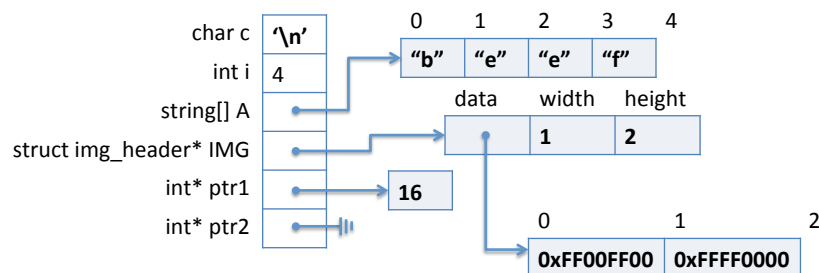 0 1 2 3 4
char c ‘\n’
“b” “e” “e” “f”
int i 4
string[] A
data width height
struct img_header* IMG
1 2
int* ptr1
16
int* ptr2
0 1 2
0xFF00FF00 0xFFFF0000